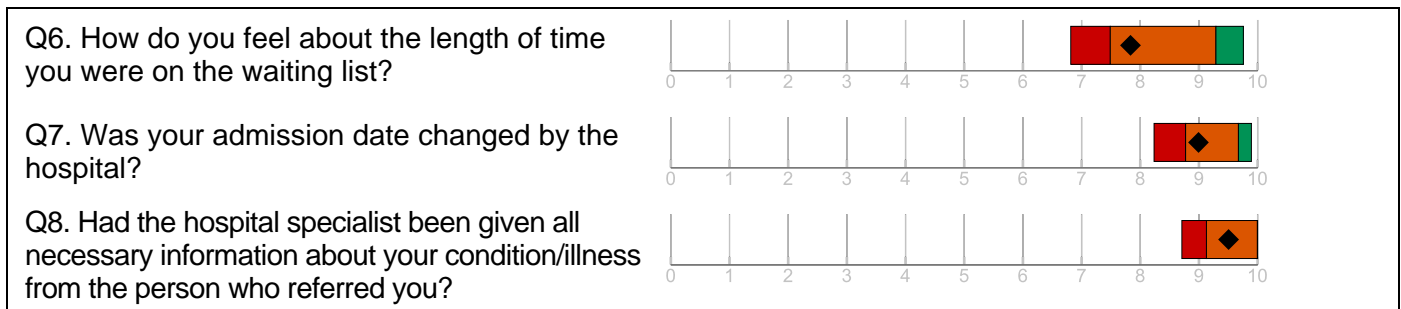 Q6. How do you feel about the length of time
you were on the waiting list?
0 1 2 3 4 5 6 7 8 9 10
Q7. Was your admission date changed by the
hospital?
0 1 2 3 4 5 6 7 8 9 10
Q8. Had the hospital specialist been given all
necessary information about your condition/illness
from the person who referred you?
0 1 2 3 4 5 6 7 8 9 10